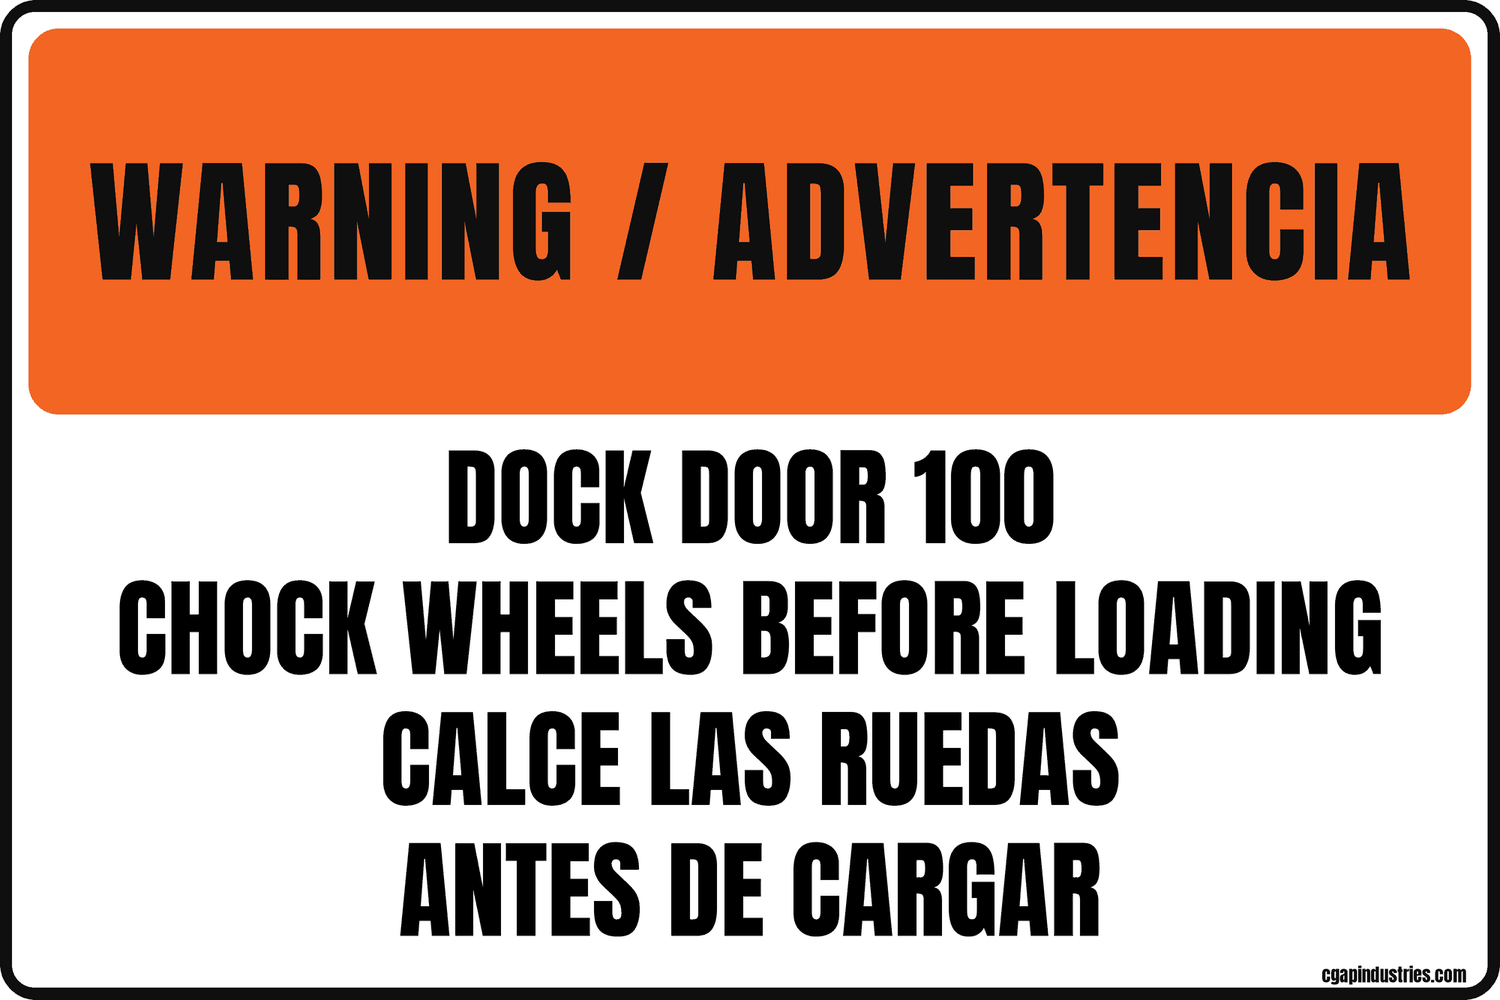 WARNING / ADVERTENCIA
DOCK DOOR 100
CHOCK WHEELS BEFORE LOADING
CALCE LAS RUEDAS
ANTES DE CARGAR
cgapindustries.com